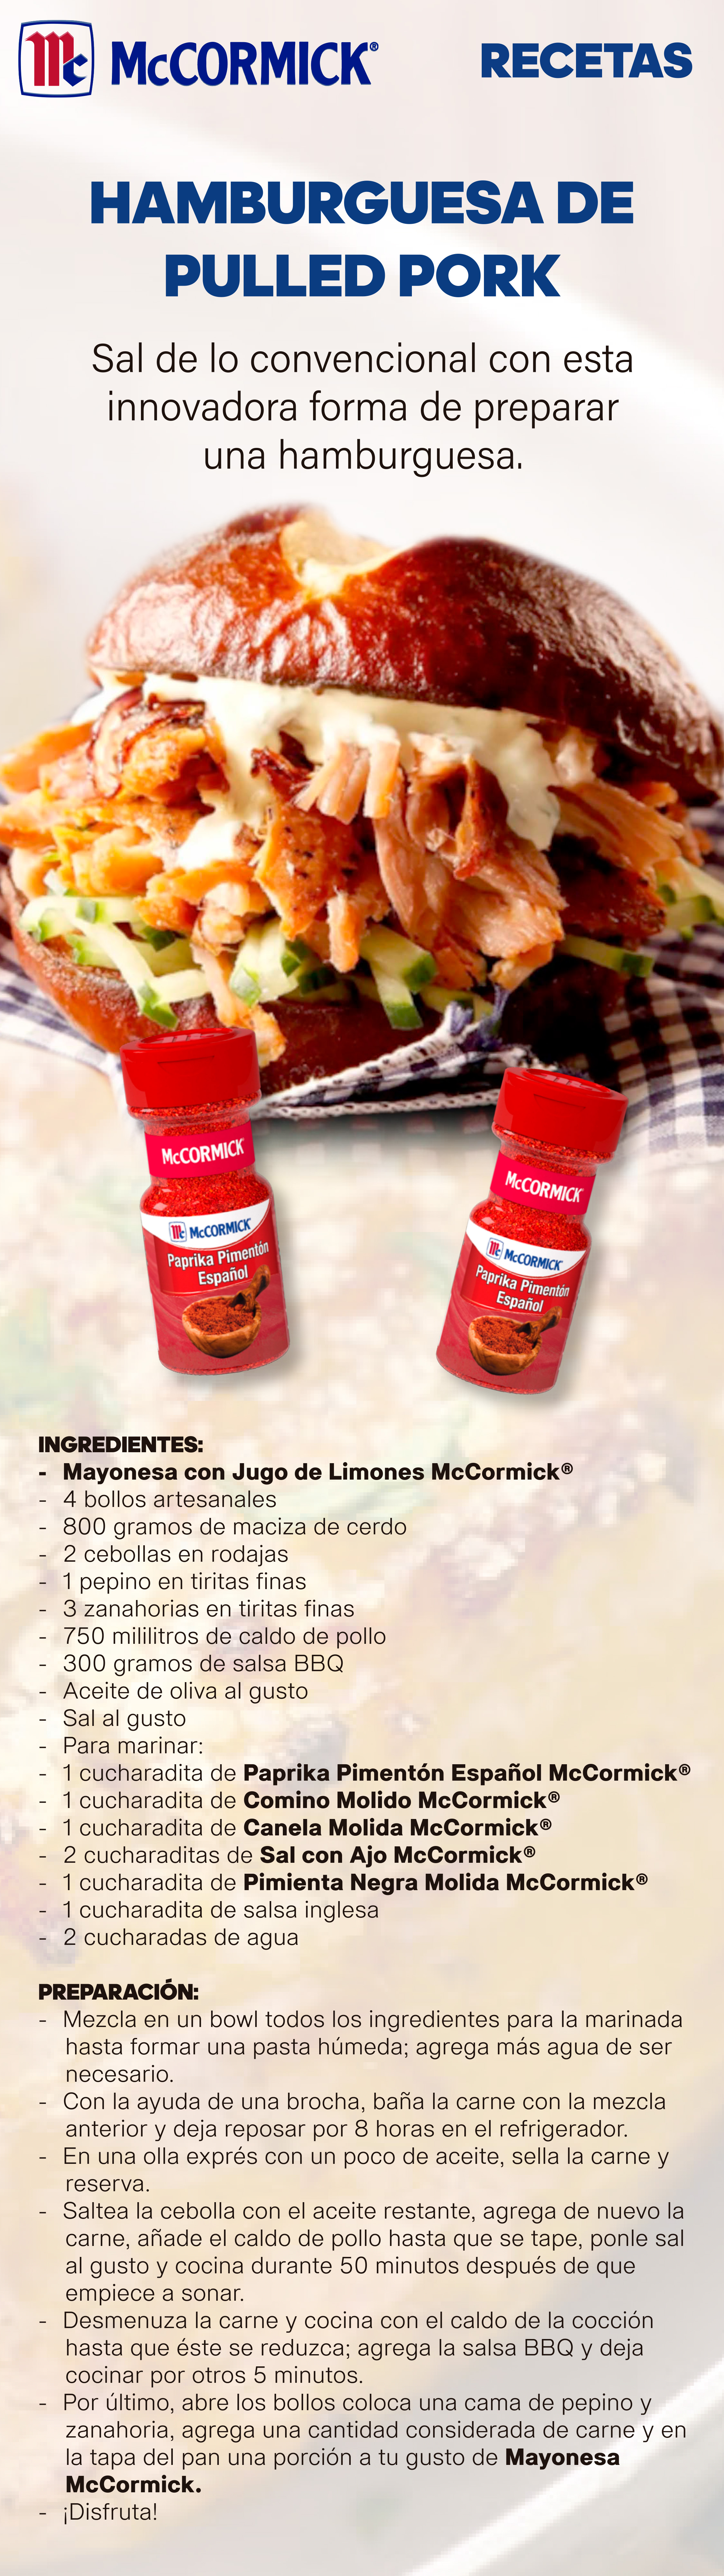 McCORMICK®
RECETAS
HAMBURGUESA DE
PULLED PORK
Sal de lo convencional con esta
innovadora forma de preparar
una hamburguesa.
McCORMICK
McCORMICK
Paprika Pimentón
Español
McCORMICK
McCORMICK
Paprika Pimentón
Español
INGREDIENTES:
- Mayonesa con Jugo de Limones McCormick®
- 4 bollos artesanales
- 800 gramos de maciza de cerdo
- 2 cebollas en rodajas
- 1 pepino en tiritas finas
- 3 zanahorias en tiritas finas
- 750 mililitros de caldo de pollo
- 300 gramos de salsa BBQ
- Aceite de oliva al gusto
- Sal al gusto
- Para marinar:
- 1 cucharadita de Paprika Pimentón Español McCormick®
- 1 cucharadita de Comino Molido McCormick®
- 1 cucharadita de Canela Molida McCormick®
- 2 cucharaditas de Sal con Ajo McCormick®
- 1 cucharadita de Pimienta Negra Molida McCormick®
- 1 cucharadita de salsa inglesa
- 2 cucharadas de agua
PREPARACIÓN:
- Mezcla en un bowl todos los ingredientes para la marinada
hasta formar una pasta húmeda; agrega más agua de ser
necesario.
- Con la ayuda de una brocha, baña la carne con la mezcla
anterior y deja reposar por 8 horas en el refrigerador.
- En una olla exprés con un poco de aceite, sella la carne y
reserva.
- Saltea la cebolla con el aceite restante, agrega de nuevo la
carne, añade el caldo de pollo hasta que se tape, ponle sal
al gusto y cocina durante 50 minutos después de que
empiece a sonar.
- Desmenuza la carne y cocina con el caldo de la cocción
hasta que éste se reduzca; agrega la salsa BBQ y deja
cocinar por otros 5 minutos.
- Por último, abre los bollos coloca una cama de pepino y
zanahoria, agrega una cantidad considerada de carne y en
la tapa del pan una porción a tu gusto de Mayonesa
McCormick.
- ¡Disfruta!